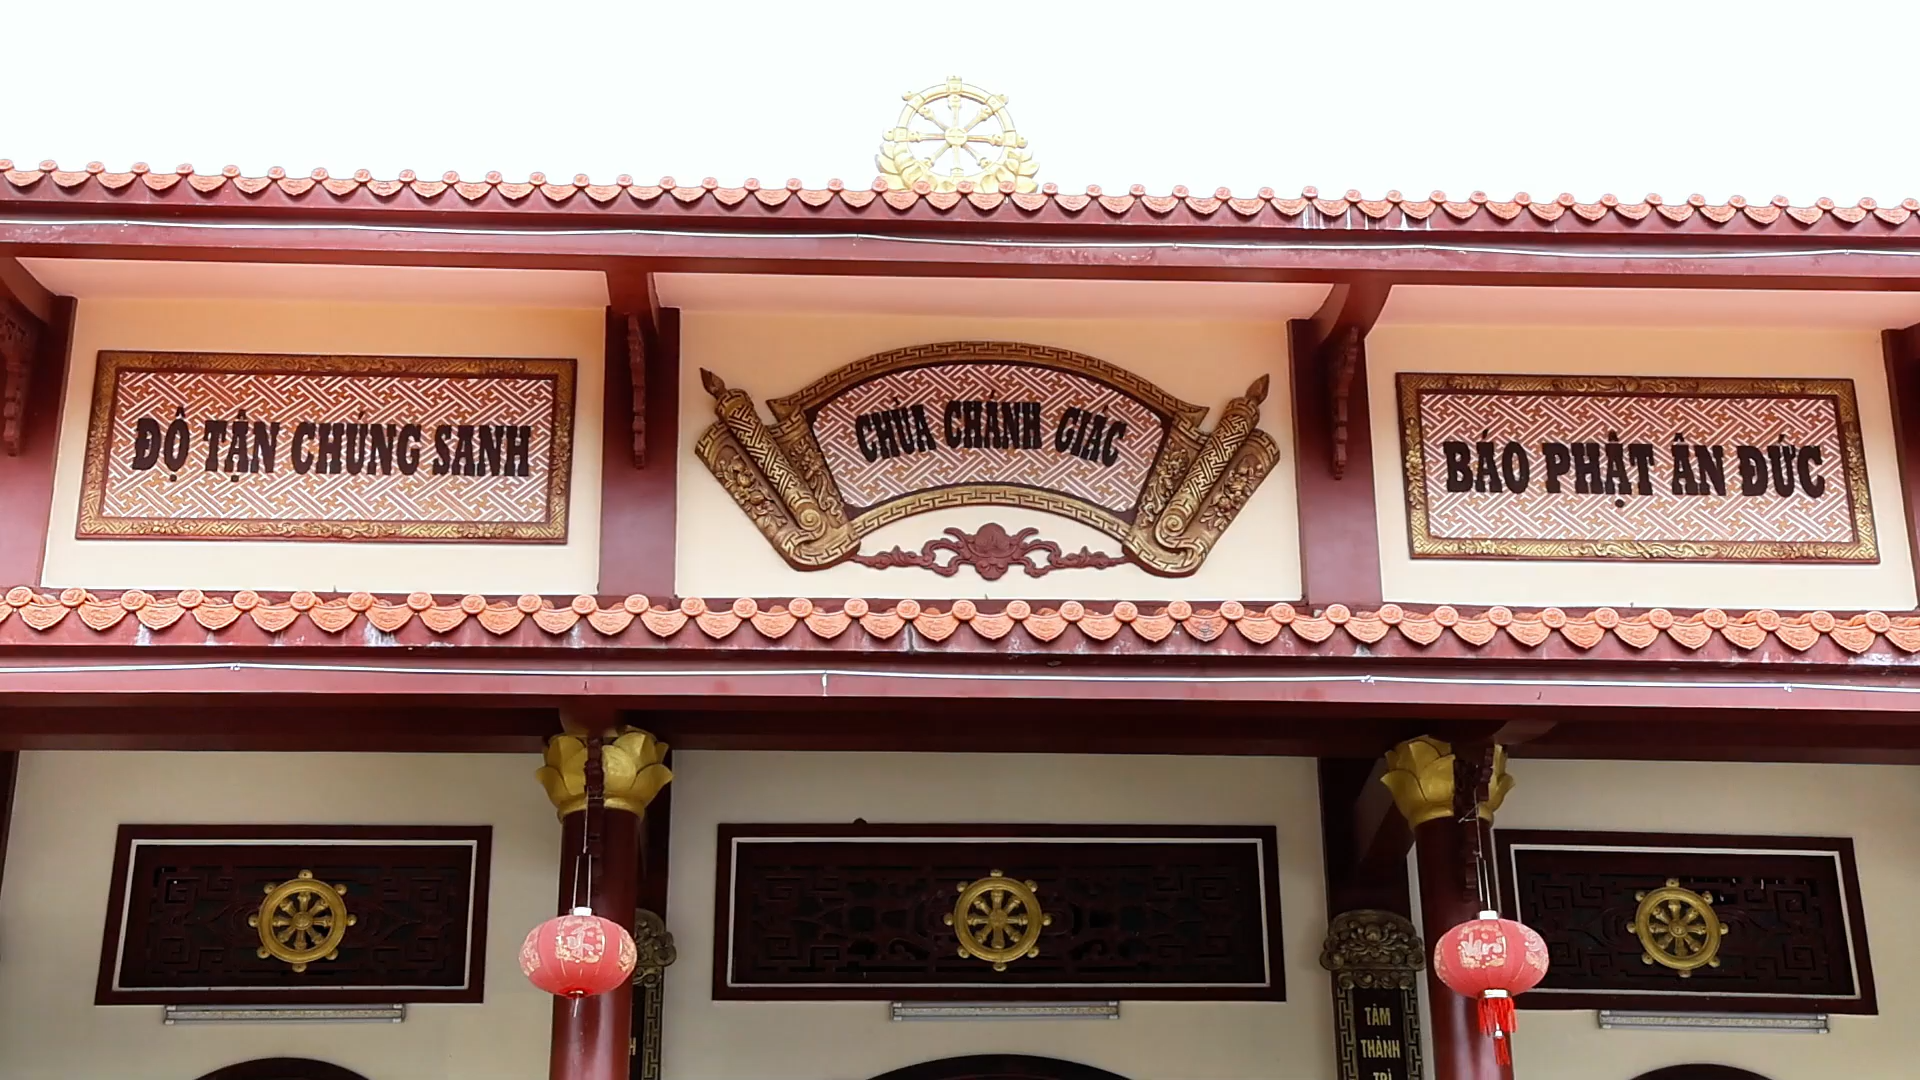 ĐỘ TẬN CHÚNG SANH
CHÙA CHÁNH GIÁC
BÁO PHẬT ÂN ĐỨC
TÂM
THÀNH
TRÌ